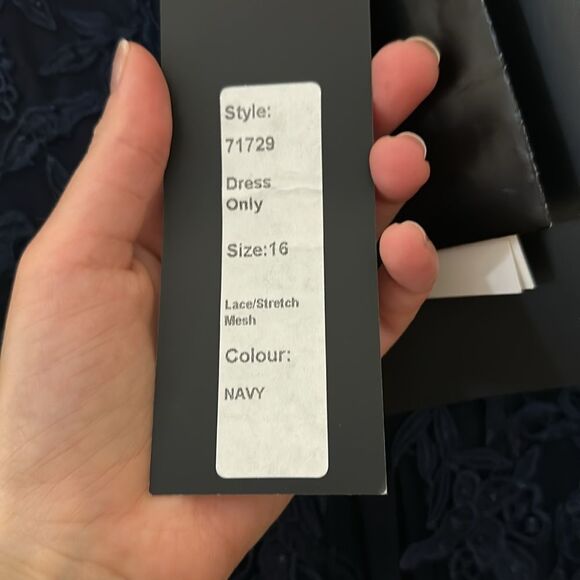 Style:
71729
Dress
Only
Size:16
Lace/Stretch
Mesh
Colour:
NAVY